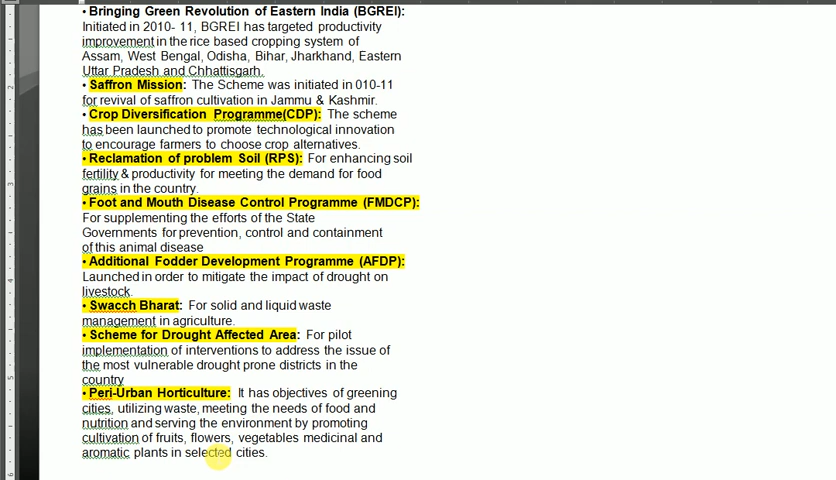 • Bringing Green Revolution of Eastern India (BGREI):
Initiated in 2010- 11, BGREI has targeted productivity
improvement in the rice based cropping system of
Assam, West Bengal, Odisha, Bihar, Jharkhand, Eastern
Uttar Pradesh and Chhattisgarh.
• Saffron Mission: The Scheme was initiated in 010-11
for revival of saffron cultivation in Jammu & Kashmir.
• Crop Diversification Programme(CDP): The scheme
has been launched to promote technological innovation
to encourage farmers to choose crop alternatives.
• Reclamation of problem Soil (RPS): For enhancing soil
fertility & productivity for meeting the demand for food
grains in the country.
• Foot and Mouth Disease Control Programme (FMDCP):
For supplementing the efforts of the State
Governments for prevention, control and containment
of this animal disease
• Additional Fodder Development Programme (AFDP):
Launched in order to mitigate the impact of drought on
livestock.
• Swacch Bharat: For solid and liquid waste
management in agriculture.
• Scheme for Drought Affected Area: For pilot
implementation of interventions to address the issue of
the most vulnerable drought prone districts in the
country
• Peri-Urban Horticulture: It has objectives of greening
cities, utilizing waste, meeting the needs of food and
nutrition and serving the environment by promoting
cultivation of fruits, flowers, vegetables medicinal and
aromatic plants in selected cities.